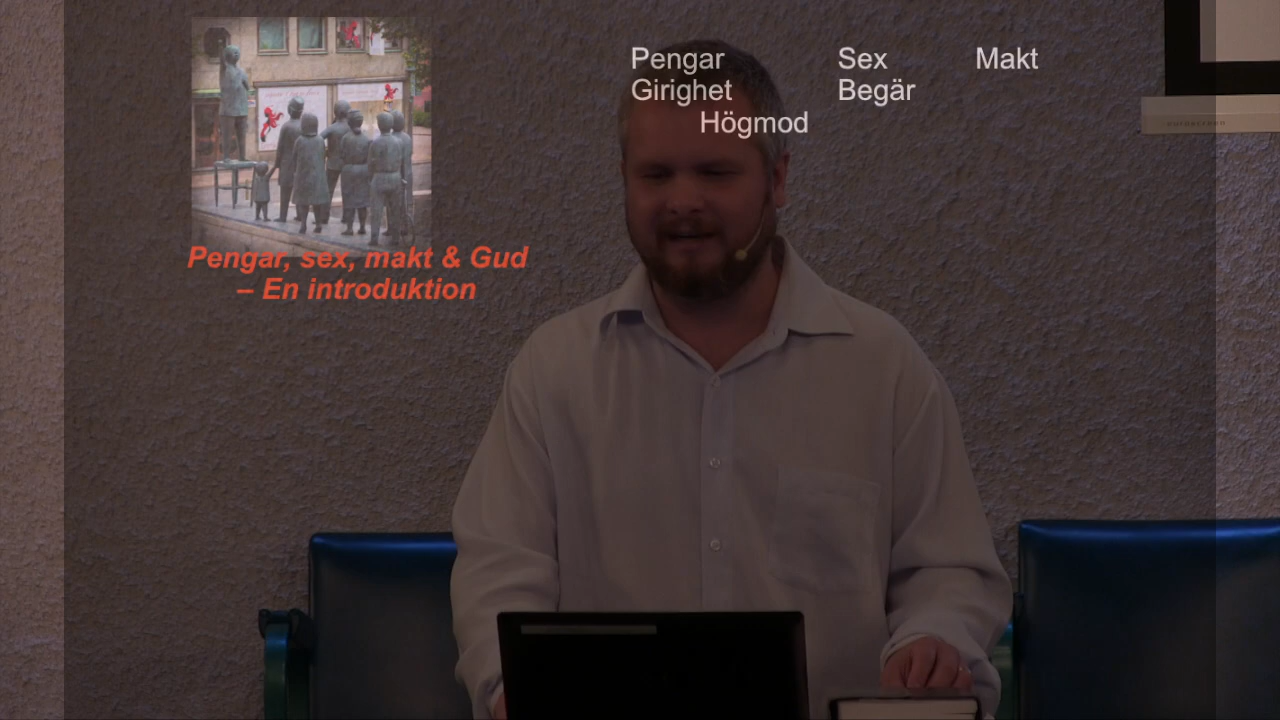 Pengar Sex Makt
Girighet Begär
Högmod
Pengar, sex, makt & Gud
– En introduktion